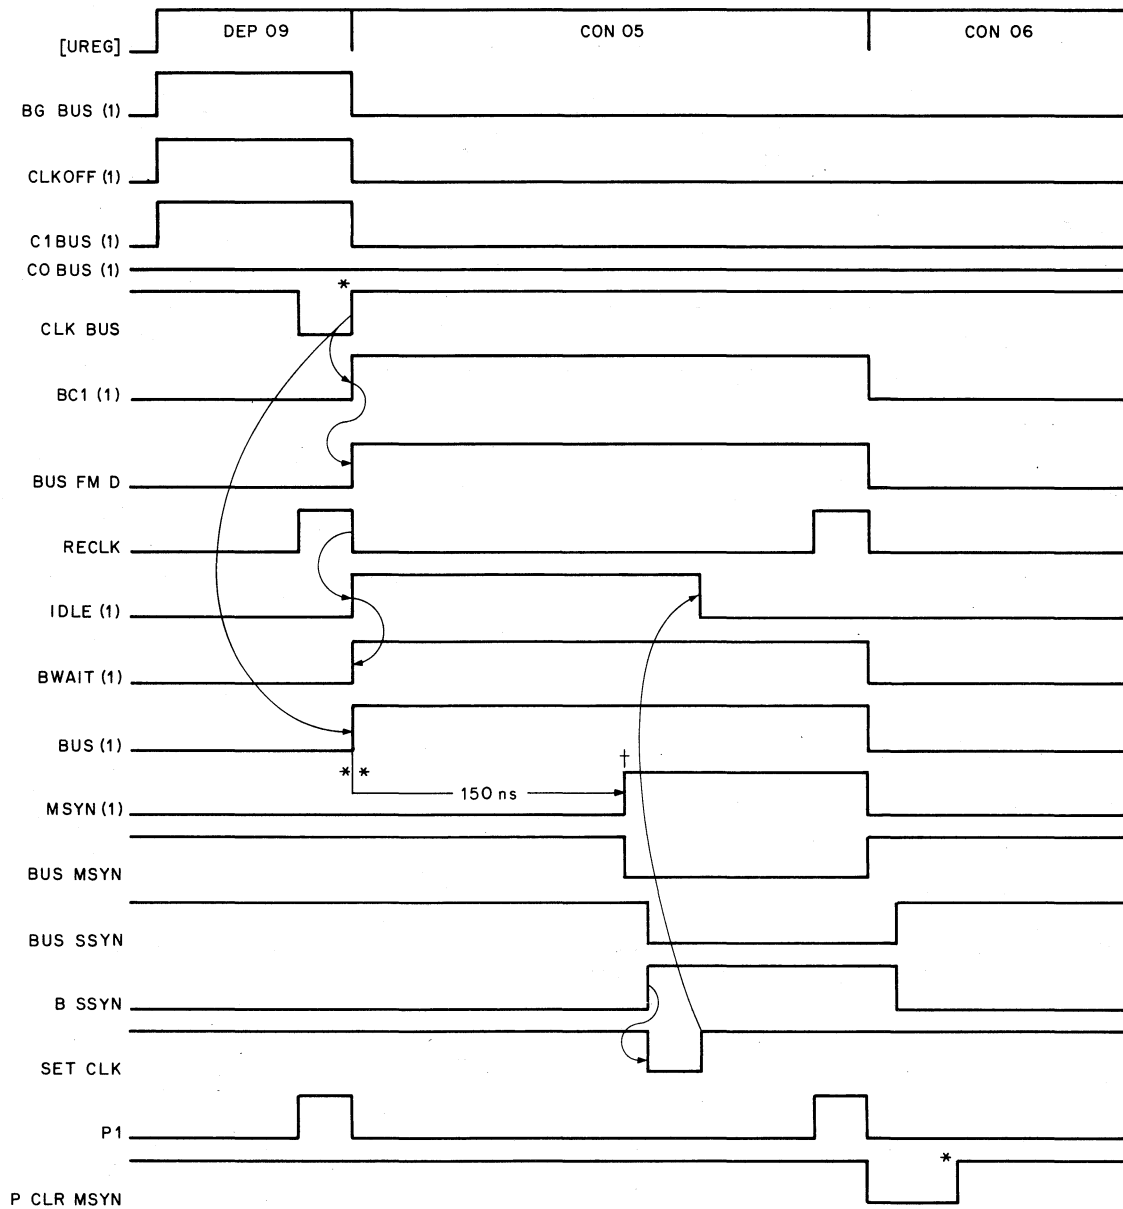 [UREG] DEP 09 CON 05 CON 06
BG BUS (1)
CLKOFF (1)
C1BUS (1)
CO BUS (1)
*
CLK BUS
BC1 (1)
BUS FM D
RECLK
IDLE (1)
BWAIT (1)
BUS (1)
* * †
MSYN (1) 150 ns
BUS MSYN
BUS SSYN
B SSYN
SET CLK
P1
*
P CLR MSYN